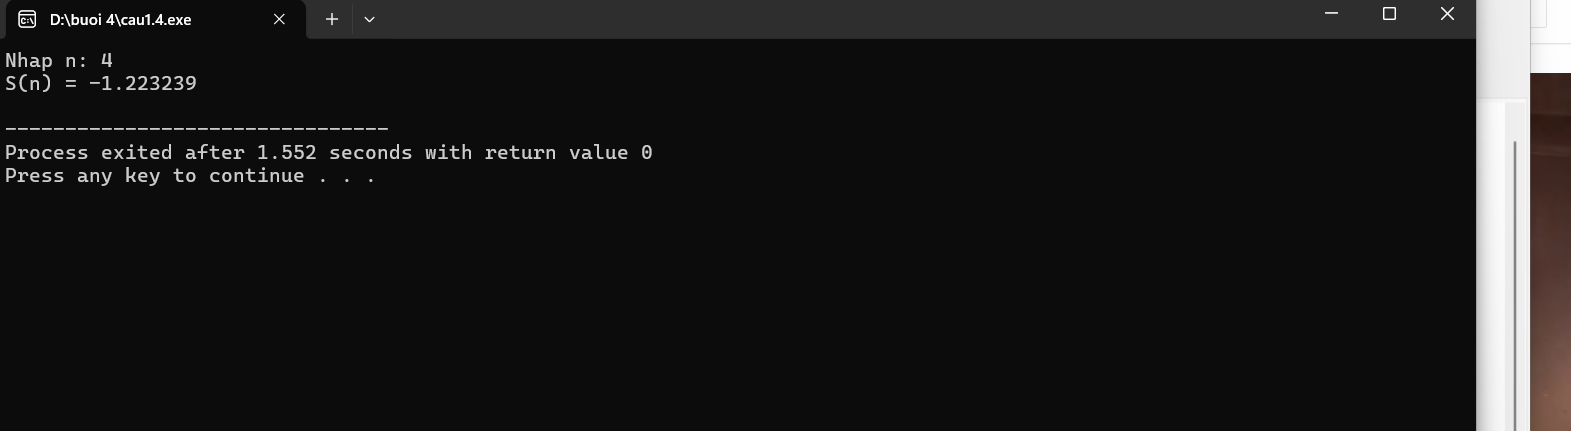 D:\buoi 4\cau1.4.exe
Nhap n: 4
S(n) = -1.223239
--------------------------------
Process exited after 1.552 seconds with return value 0
Press any key to continue . . .